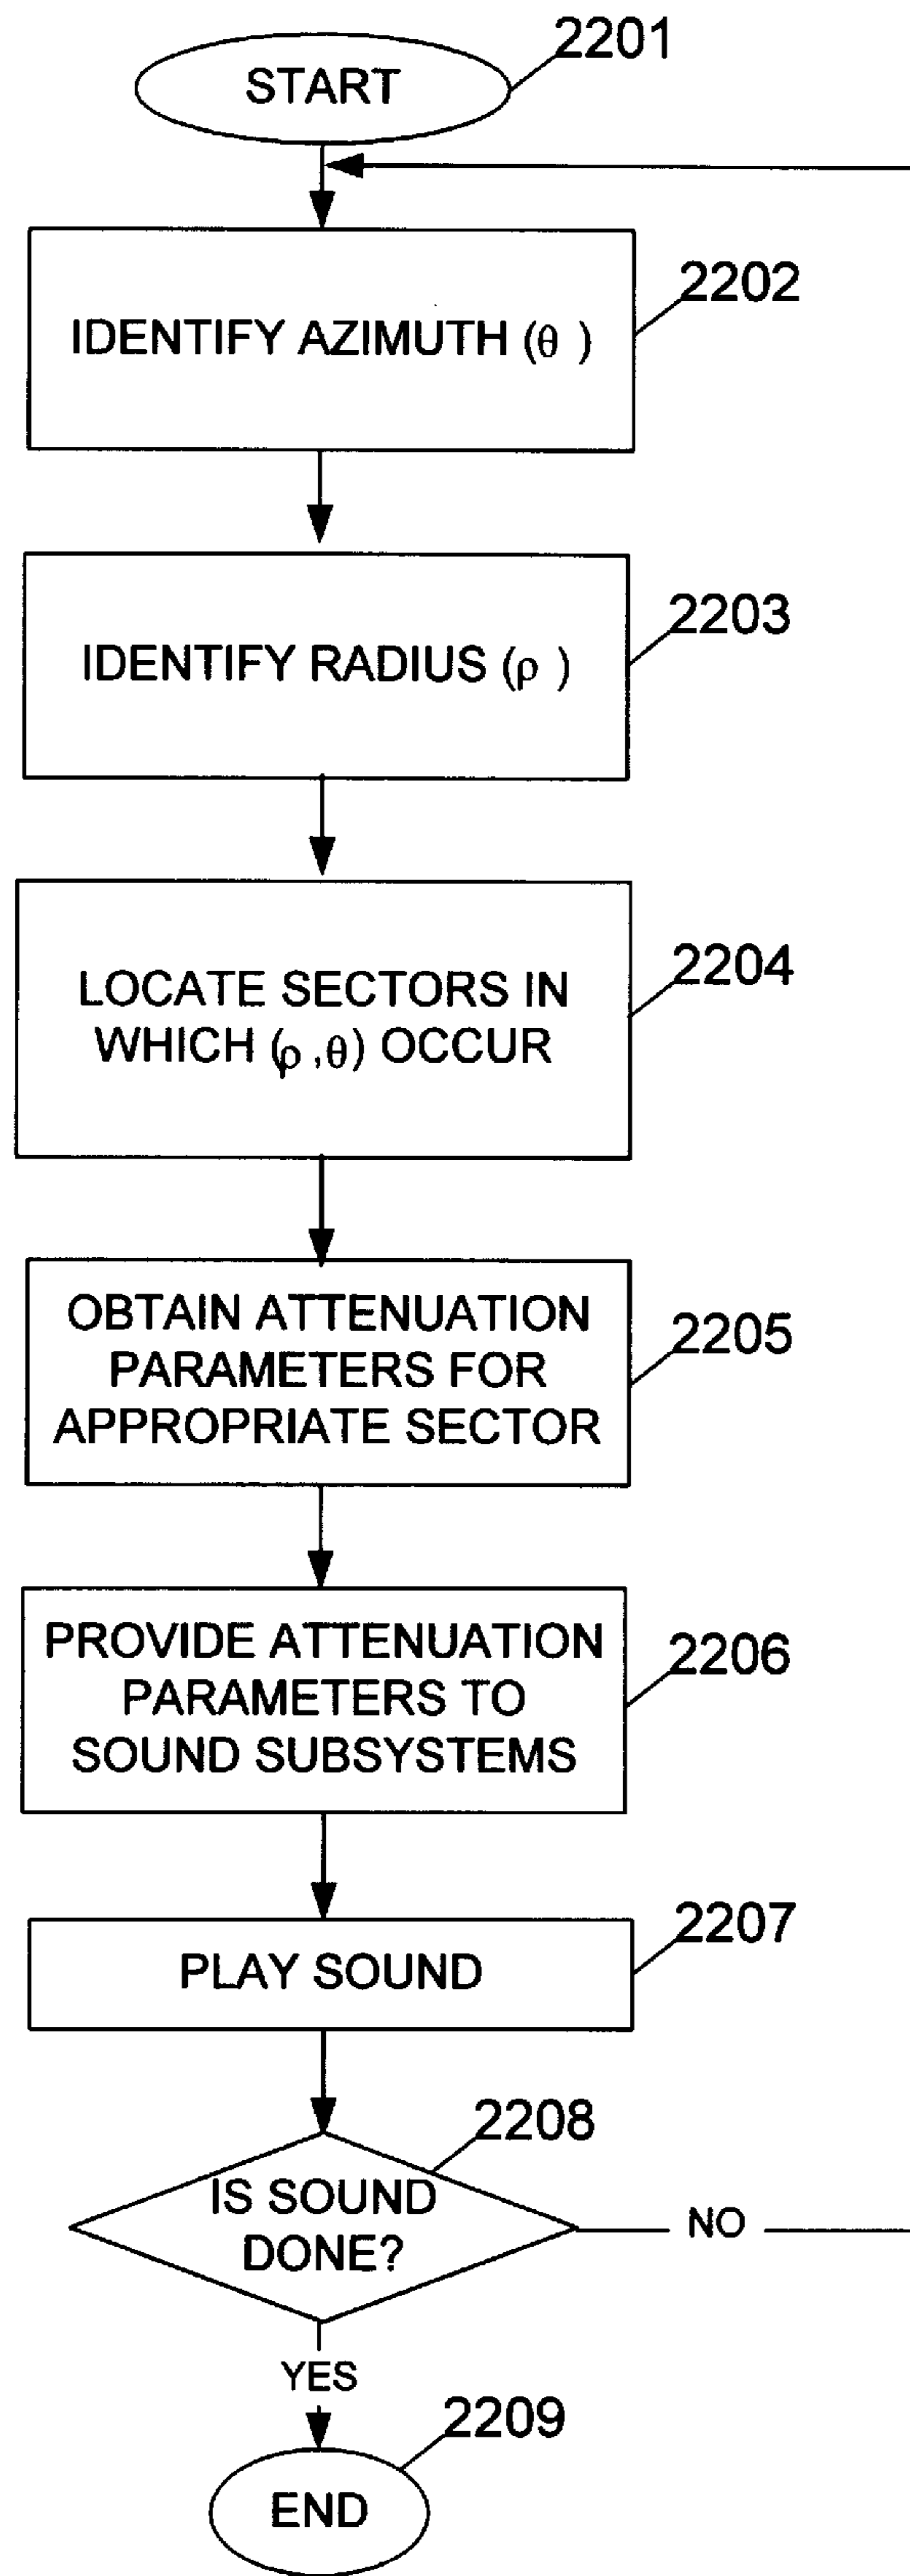 2201
START
2202
IDENTIFY AZIMUTH (θ )
2203
IDENTIFY RADIUS (ρ )
2204
LOCATE SECTORS IN
WHICH (ρ ,θ) OCCUR
2205
OBTAIN ATTENUATION
PARAMETERS FOR
APPROPRIATE SECTOR
2206
PROVIDE ATTENUATION
PARAMETERS TO
SOUND SUBSYSTEMS
2207
PLAY SOUND
2208
IS SOUND
DONE?
NO
YES
2209
END